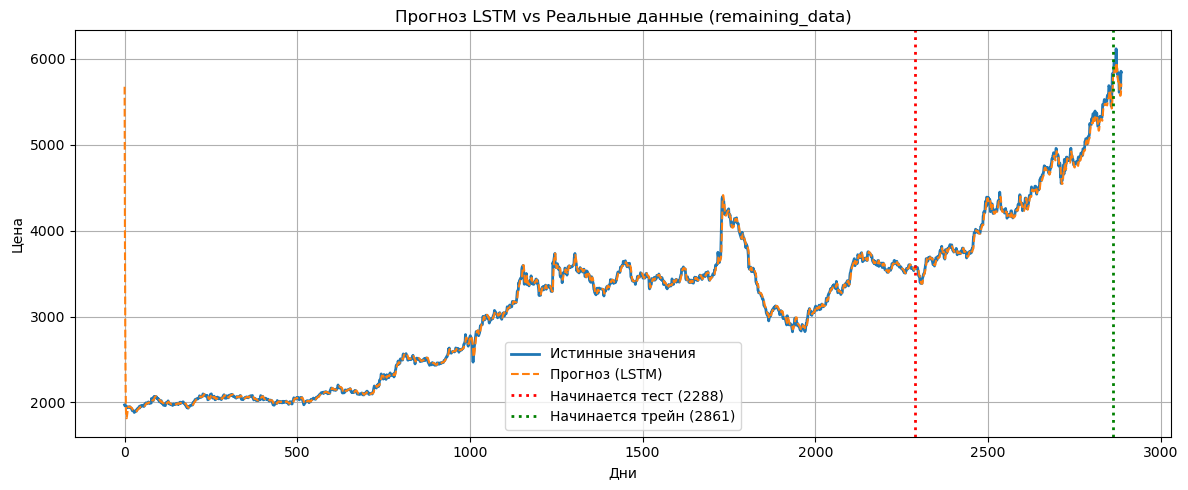 Прогноз LSTM vs Реальные данные (remaining_data)
6000
5000
4000
3000
2000
Цена
Истинные значения
Прогноз (LSTM)
Начинается тест (2288)
Начинается трейн (2861)
0 500 1000 1500 2000 2500 3000
Дни